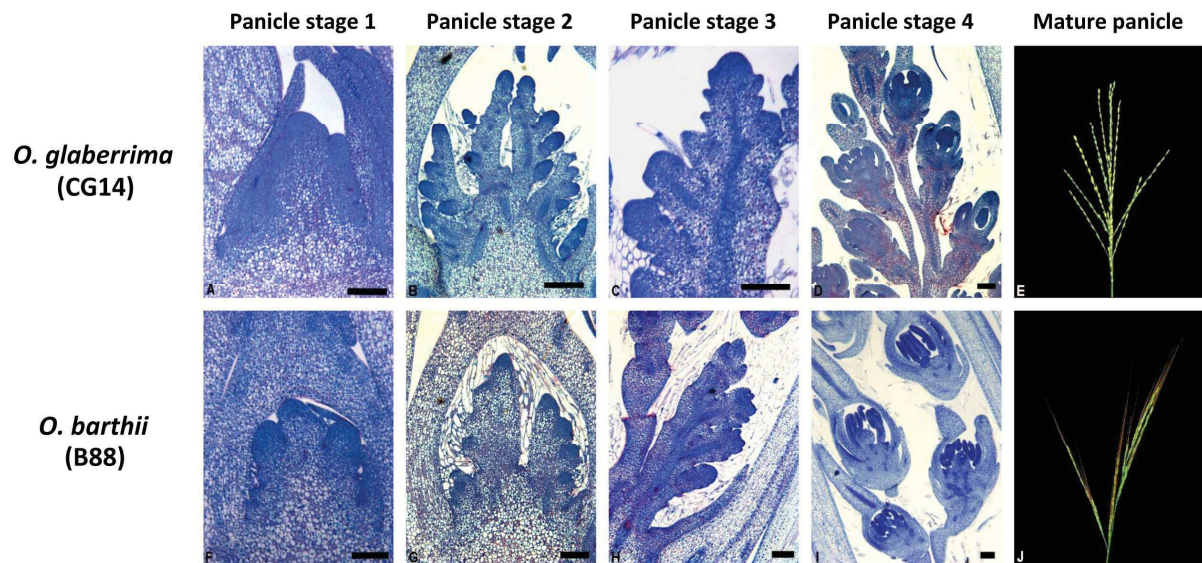 Panicle stage 1 Panicle stage 2 Panicle stage 3 Panicle stage 4 Mature panicle
O. glaberrima
(CG14)
A B C D E
O. barthii
(B88)
F G H I J